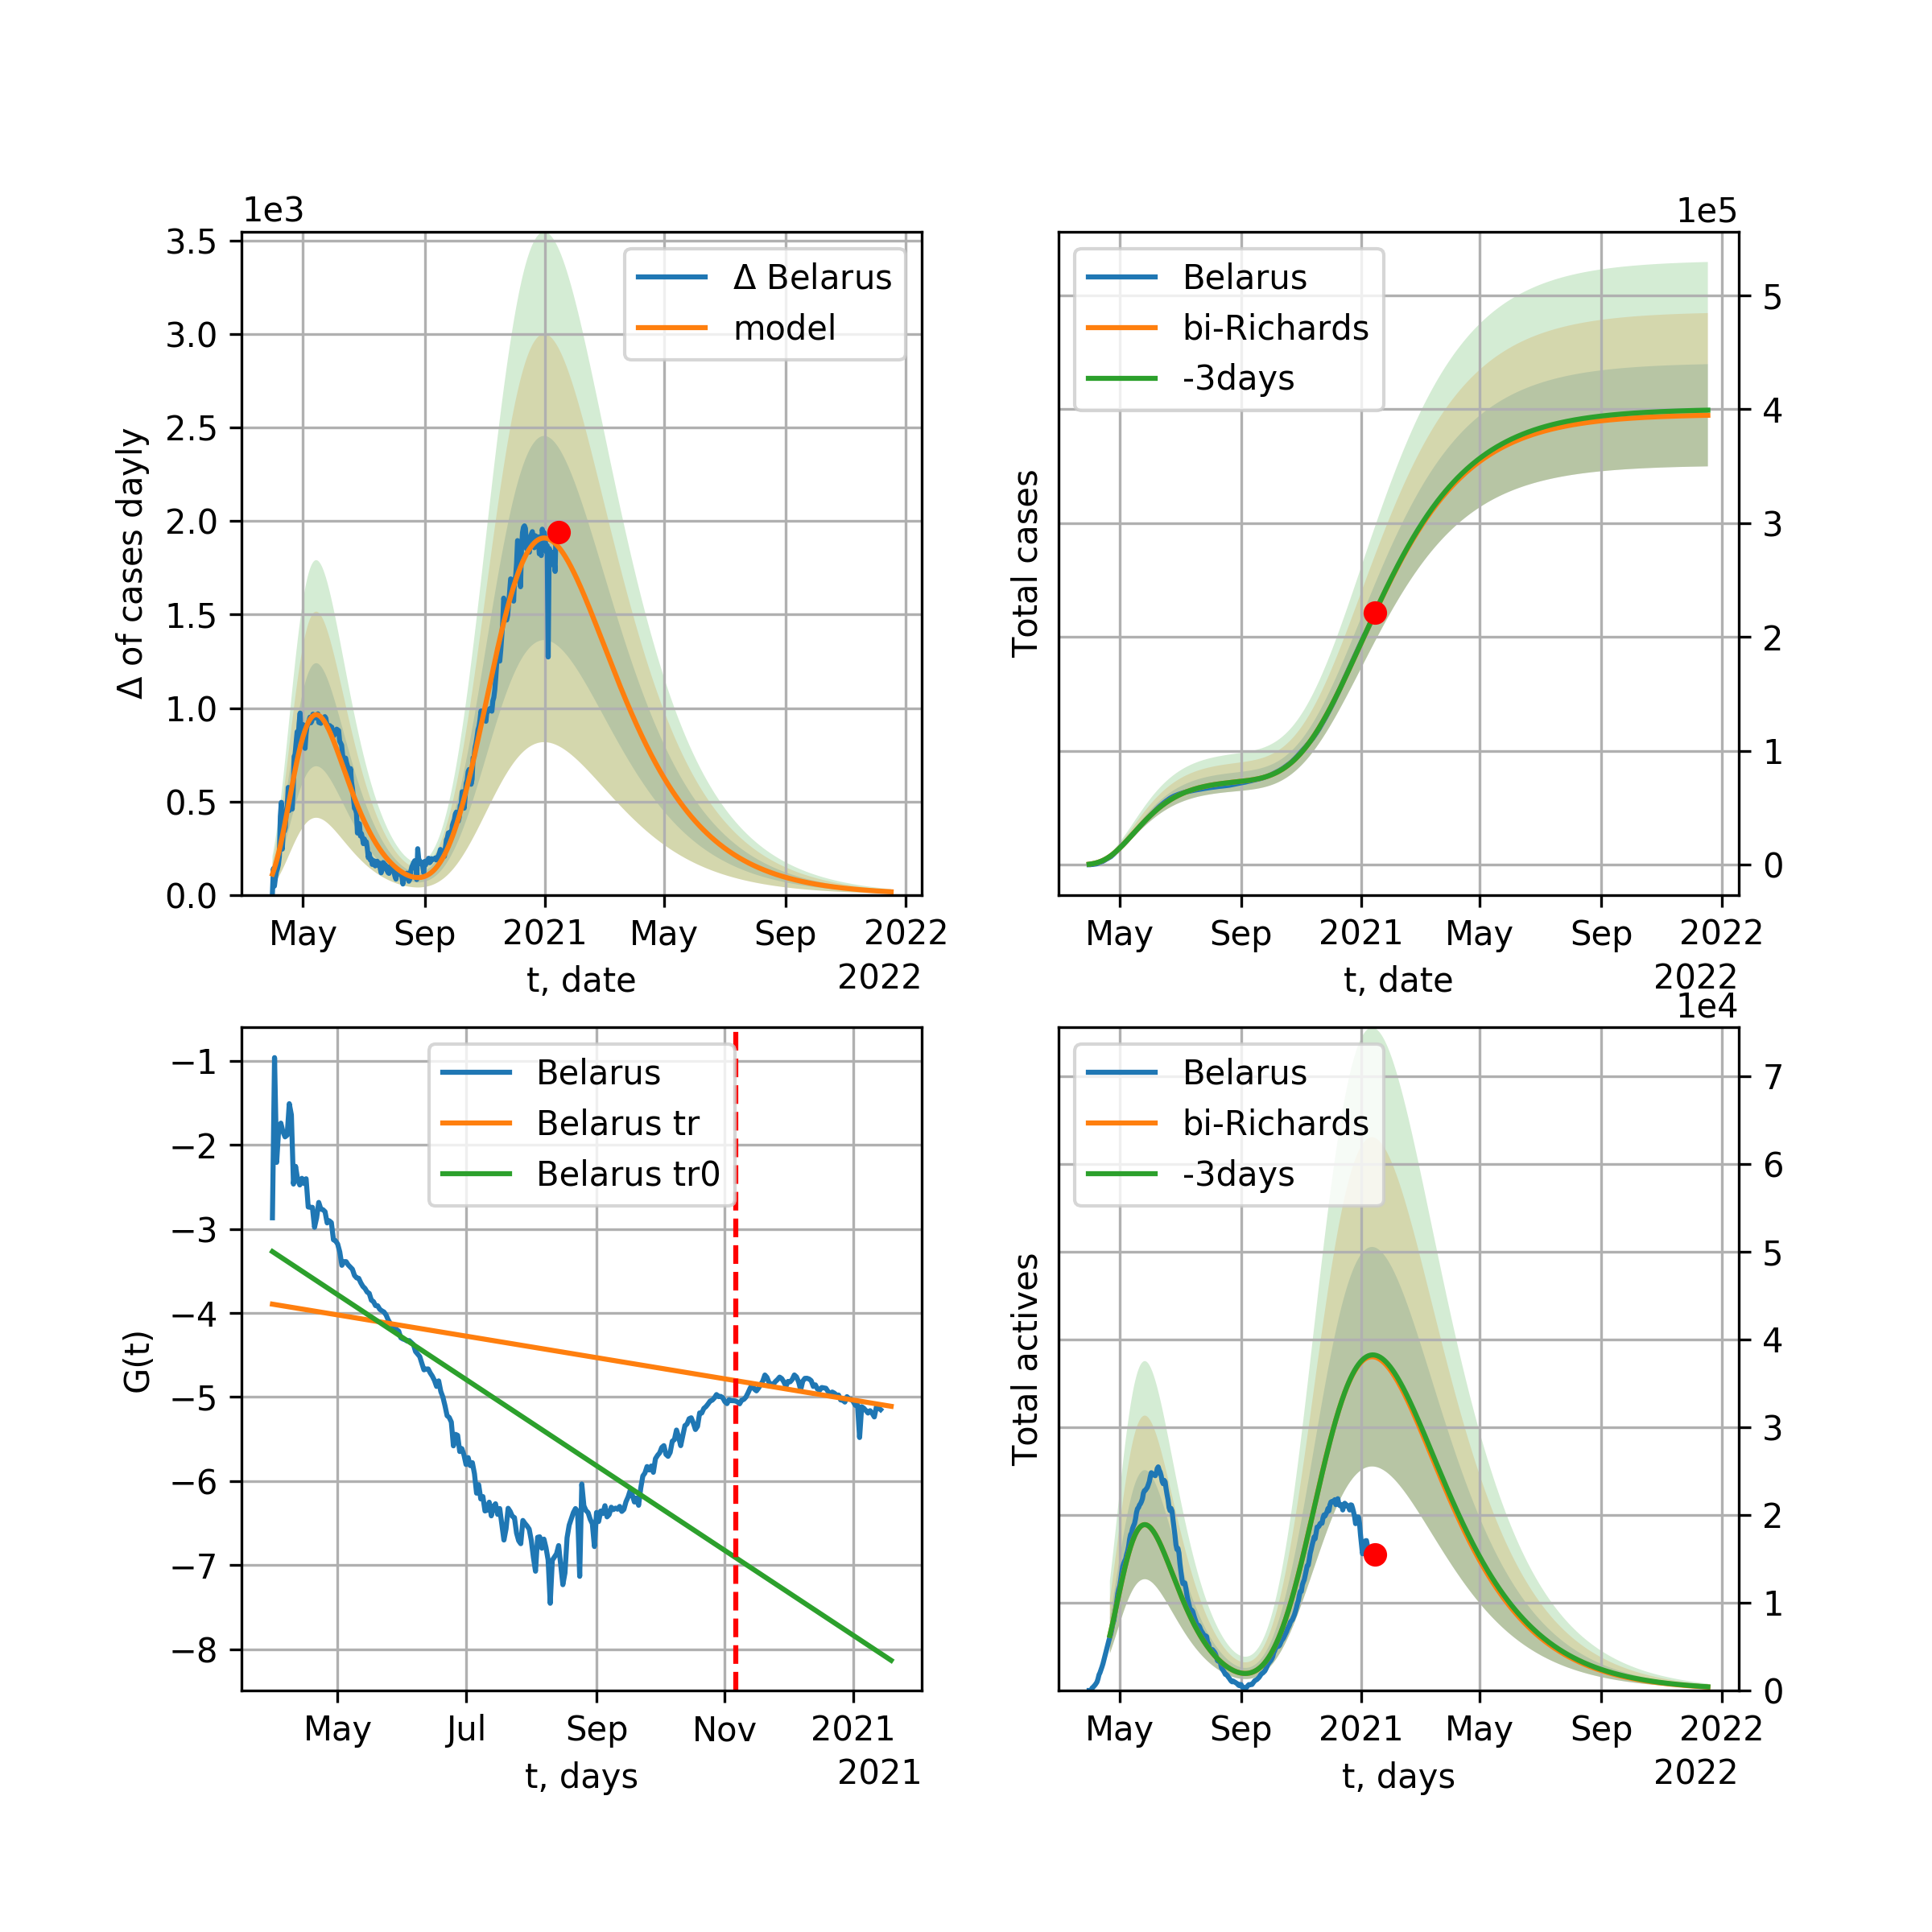 1e3
3.5
3.0
2.5
2.0
1.5
1.0
0.5
0.0
Δ of cases dayly
Δ Belarus
model
May Sep 2021 May Sep 2022
t, date
2022
1e5
Belarus
bi-Richards
-3days
Total cases
5
4
3
2
1
0
May Sep 2021 May Sep 2022
t, date
2022
−1
−2
−3
−4
−5
−6
−7
−8
G(t)
Belarus
Belarus tr
Belarus tr0
May Jul Sep Nov 2021
t, days
2021
1e4
Belarus
bi-Richards
-3days
Total actives
7
6
5
4
3
2
1
0
May Sep 2021 May Sep 2022
t, days
2022